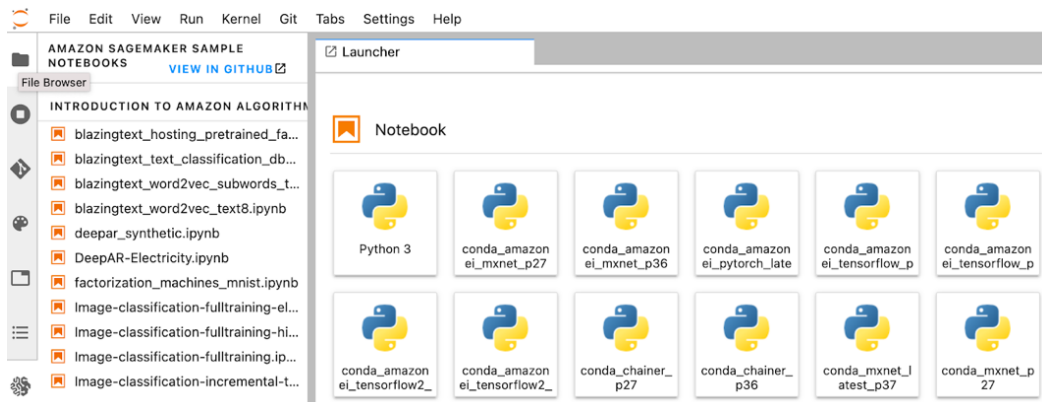 File Edit View Run Kernel Git Tabs Settings Help
AMAZON SAGEMAKER SAMPLE
NOTEBOOKS
VIEW IN GITHUB
File Browser
INTRODUCTION TO AMAZON ALGORITHM
blazingtext_hosting_pretrained_fa...
blazingtext_text_classification_db...
blazingtext_word2vec_subwords_t...
blazingtext_word2vec_text8.ipynb
deepar_synthetic.ipynb
DeepAR-Electricity.ipynb
factorization_machines_mnist.ipynb
Image-classification-fulltraining-el...
Image-classification-fulltraining-hi...
Image-classification-fulltraining.ip...
Image-classification-incremental-t...
Launcher
Notebook
Python 3
conda_amazon
ei_mxnet_p27
conda_amazon
ei_mxnet_p36
conda_amazon
ei_pytorch_late
conda_amazon
ei_tensorflow_p
conda_amazon
ei_tensorflow_p
conda_amazon
ei_tensorflow2_
conda_amazon
ei_tensorflow2_
conda_chainer_
p27
conda_chainer_
p36
conda_mxnet_l
atest_p37
conda_mxnet_p
27